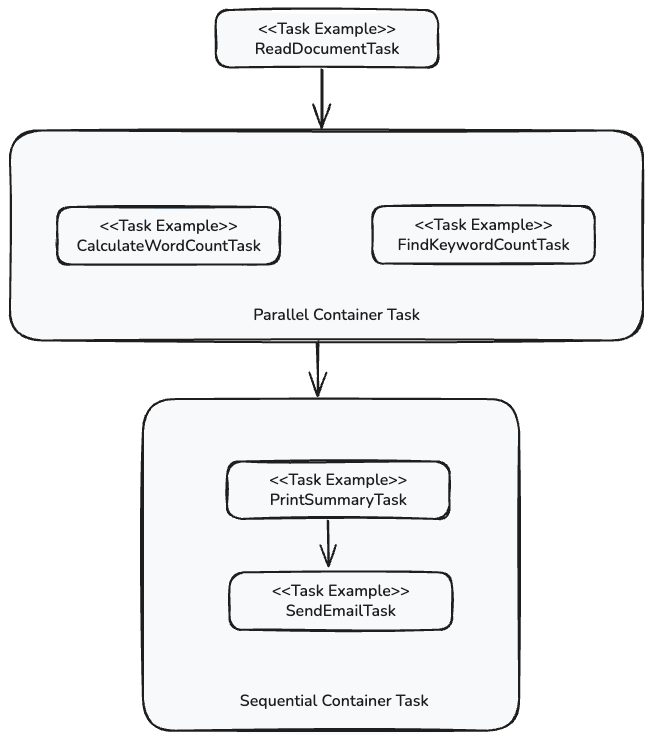 <<Task Example>>
ReadDocumentTask
<<Task Example>>
CalculateWordCountTask
<<Task Example>>
FindKeywordCountTask
Parallel Container Task
<<Task Example>>
PrintSummaryTask
<<Task Example>>
SendEmailTask
Sequential Container Task